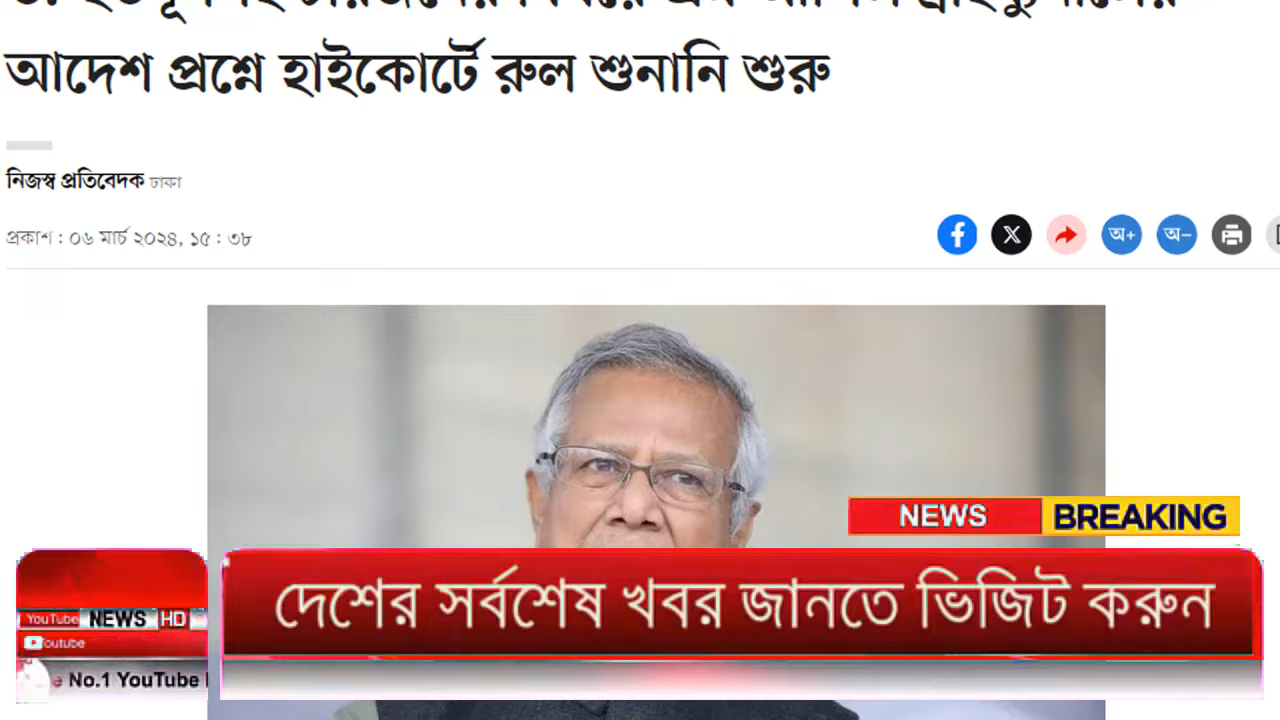 আদেশ প্রশ্নে হাইকোর্টে রুল শুনানি শুরু
নিজস্ব প্রতিবেদক ঢাকা
প্রকাশ : ০৬ মার্চ ২০২৪, ১৫ : ৩৮
অ+ অ−
NEWS BREAKING
দেশের সর্বশেষ খবর জানতে ভিজিট করুন
YouTube NEWS HD
outube
No.1 YouTube